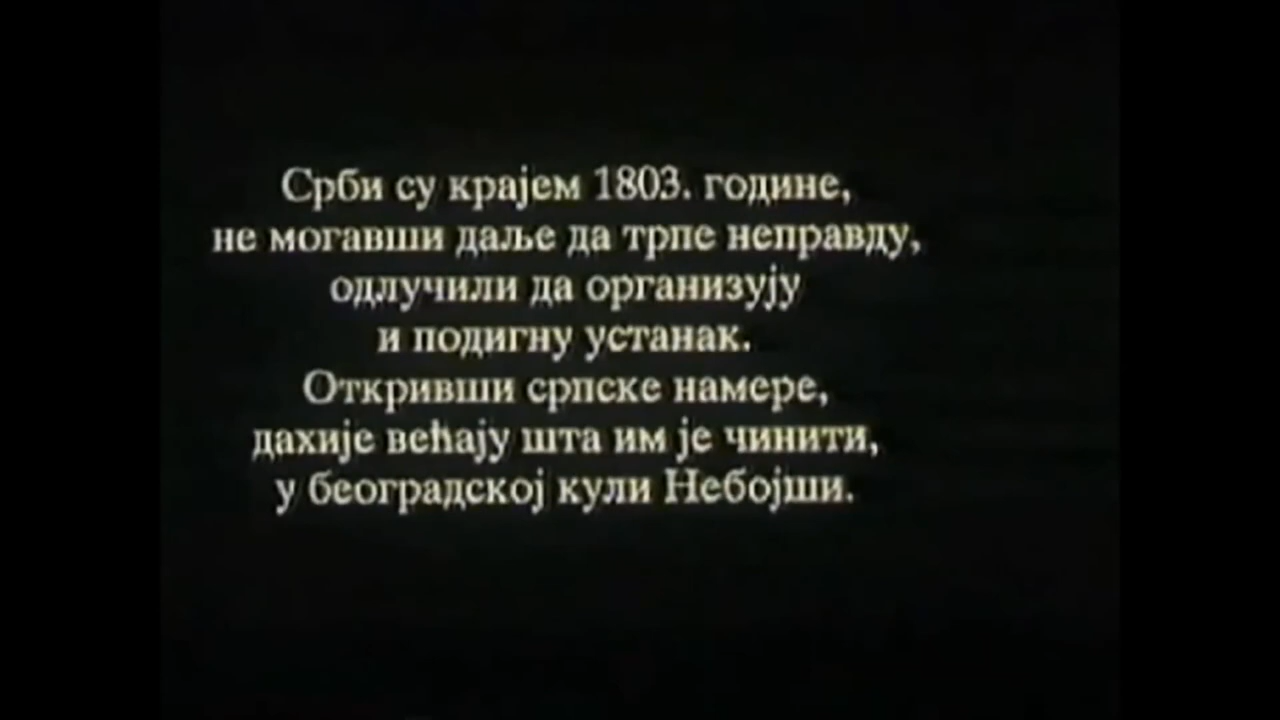 Срби су крајем 1803. године,
не могавши даље да трпе неправду,
одлучили да организују
и подигну устанак.
Открившi српске намере,
дахије већају шта им је чинити,
у београдској кули Небојши.